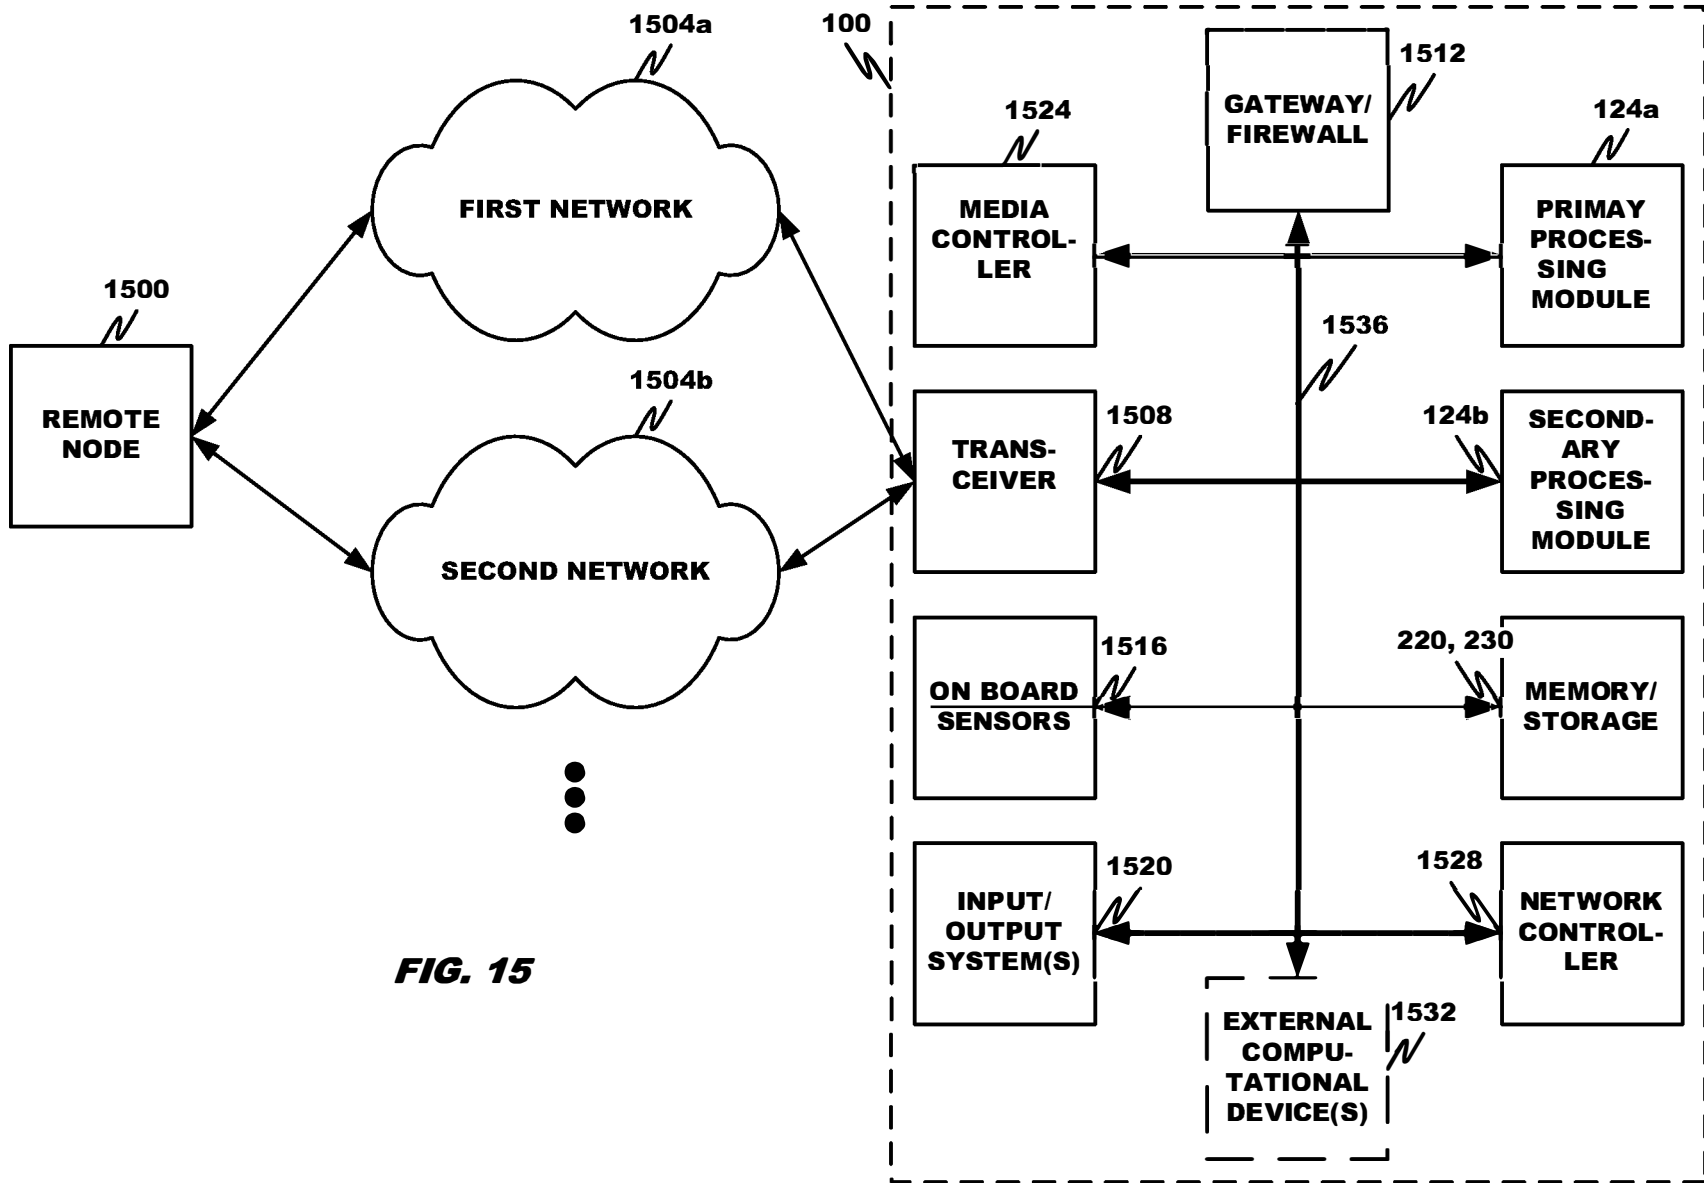 1504a
100
1512
GATEWAY/
FIREWALL
1524
124a
FIRST NETWORK
MEDIA
CONTROL-
LER
PRIMAY
PROCES-
SING
MODULE
1500
1536
REMOTE
NODE
1504b
1508
124b
TRANS-
CEIVER
SECOND-
ARY
PROCES-
SING
MODULE
SECOND NETWORK
1516
220, 230
ON BOARD
SENSORS
MEMORY/
STORAGE
1520
1528
INPUT/
OUTPUT
SYSTEM(S)
NETWORK
CONTROL-
LER
FIG. 15
1532
EXTERNAL
COMPU-
TATIONAL
DEVICE(S)